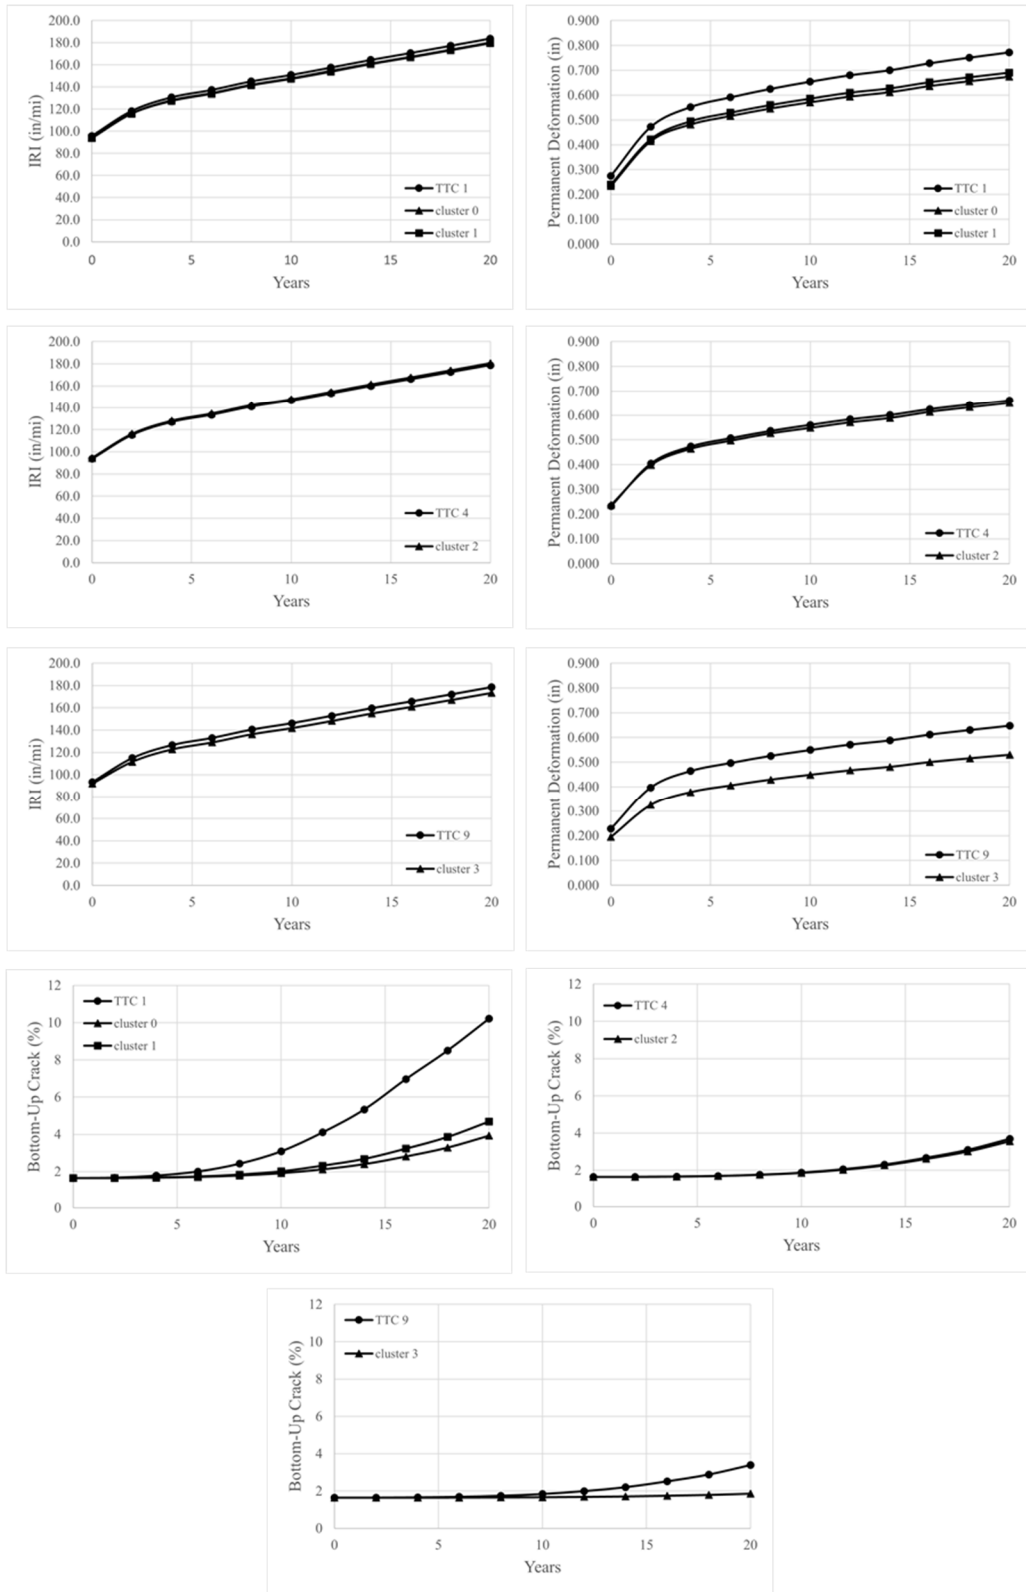 IRI (in/mi)
200.0
180.0
160.0
140.0
120.0
100.0
80.0
60.0
40.0
20.0
0.0
TTC 1
cluster 0
cluster 1
0 5 10 15 20
Years
Permanent Deformation (in)
0.900
0.800
0.700
0.600
0.500
0.400
0.300
0.200
0.100
0.000
TTC 1
cluster 0
cluster 1
0 5 10 15 20
Years
IRI (in/mi)
200.0
180.0
160.0
140.0
120.0
100.0
80.0
60.0
40.0
20.0
0.0
TTC 4
cluster 2
0 5 10 15 20
Years
Permanent Deformation (in)
0.900
0.800
0.700
0.600
0.500
0.400
0.300
0.200
0.100
0.000
TTC 4
cluster 2
0 5 10 15 20
Years
IRI (in/mi)
200.0
180.0
160.0
140.0
120.0
100.0
80.0
60.0
40.0
20.0
0.0
TTC 9
cluster 3
0 5 10 15 20
Years
Permanent Deformation (in)
0.900
0.800
0.700
0.600
0.500
0.400
0.300
0.200
0.100
0.000
TTC 9
cluster 3
0 5 10 15 20
Years
Bottom-Up Crack (%)
12
10
8
6
4
2
0
TTC 1
cluster 0
cluster 1
0 5 10 15 20
Years
Bottom-Up Crack (%)
12
10
8
6
4
2
0
TTC 4
cluster 2
0 5 10 15 20
Years
Bottom-Up Crack (%)
12
10
8
6
4
2
0
TTC 9
cluster 3
0 5 10 15 20
Years